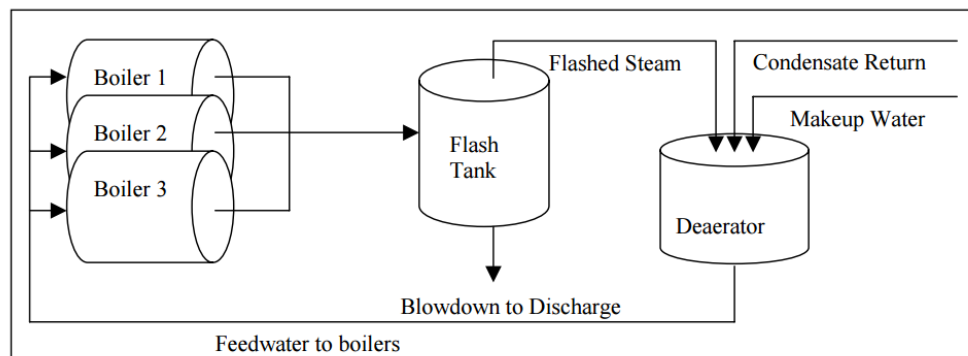 Boiler 1
Boiler 2
Boiler 3
Flash
Tank
Flashed Steam
Condensate Return
Makeup Water
Deaerator
Blowdown to Discharge
Feedwater to boilers